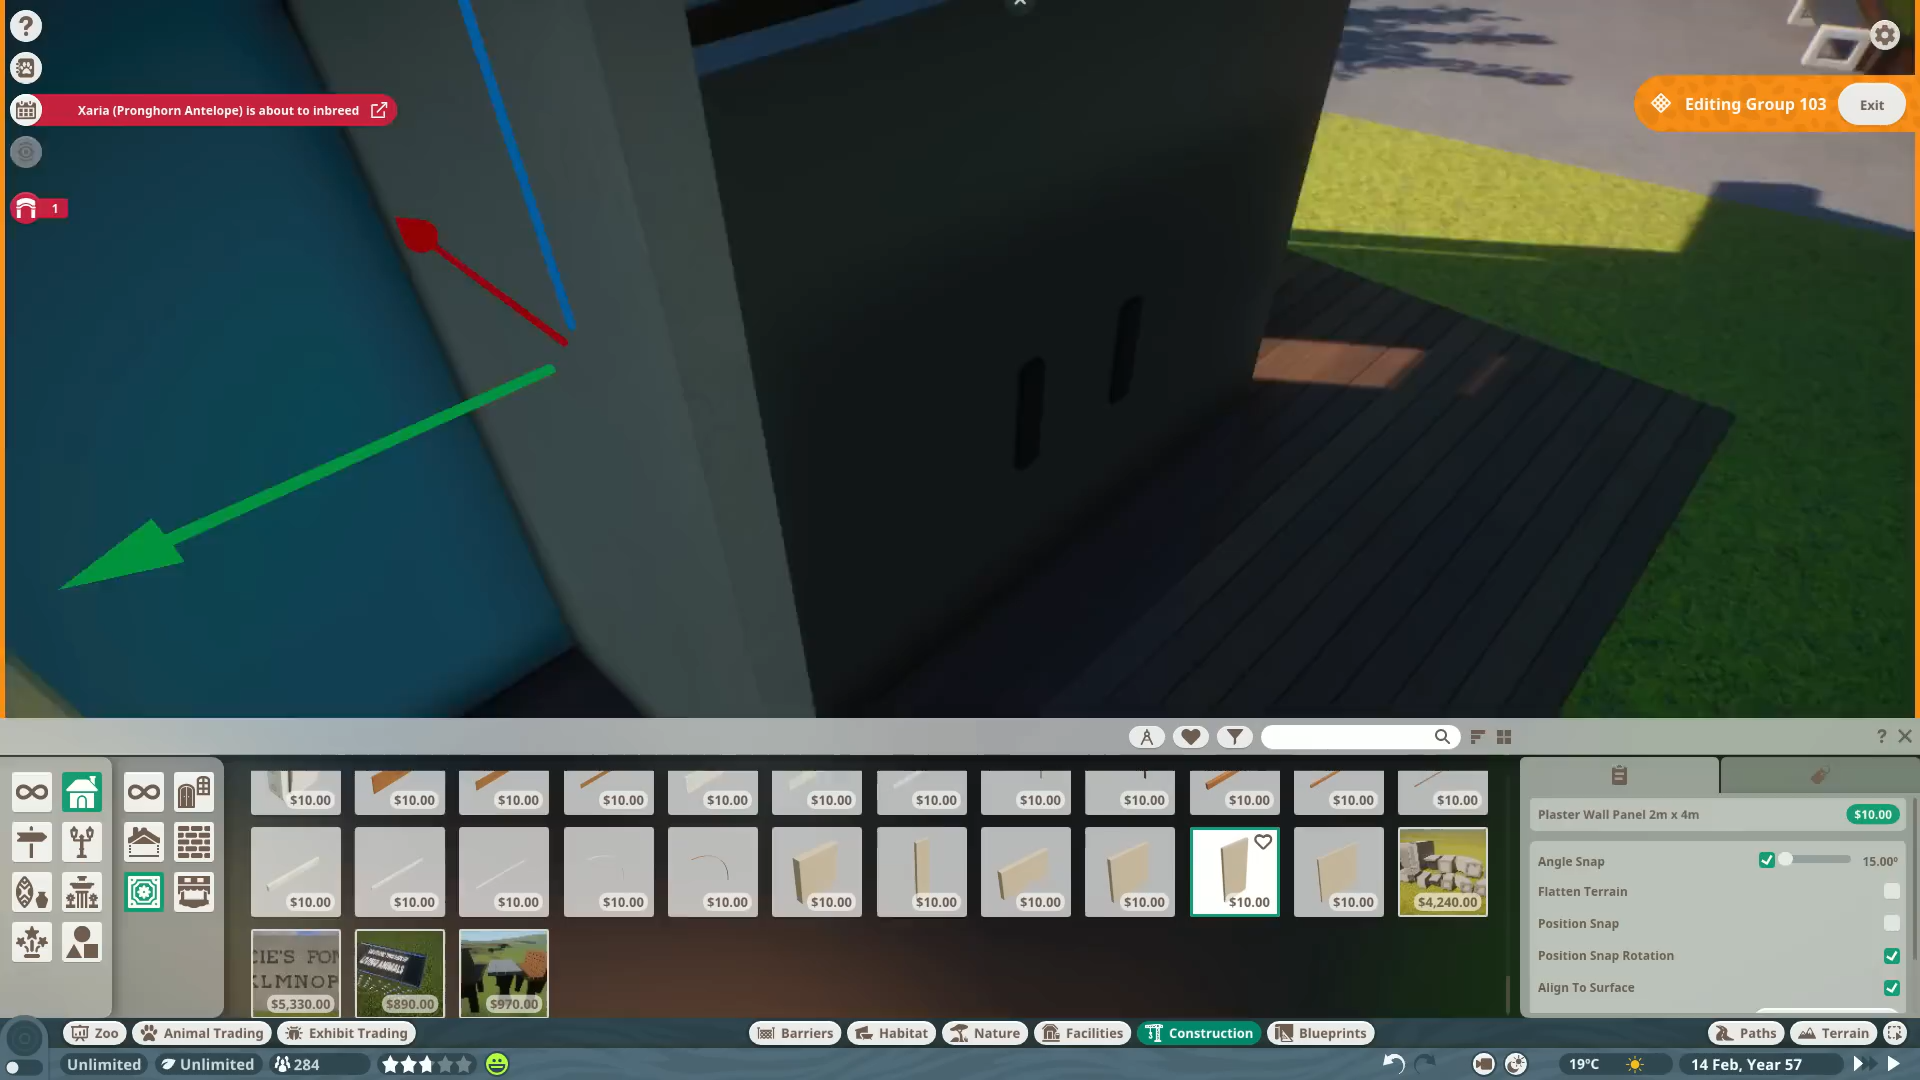 ?
Xaria (Pronghorn Antelope) is about to inbreed
Editing Group 103
Exit
1
?
$10.00 $10.00 $10.00 $10.00 $10.00 $10.00 $10.00 $10.00 $10.00 $10.00 $10.00 $10.00
$10.00 $10.00 $10.00 $10.00 $10.00 $10.00 $10.00 $10.00 $10.00 $10.00 $10.00 $4,240.00
$5,330.00 $890.00 $970.00
Plaster Wall Panel 2m x 4m $10.00
Angle Snap 15.00°
Flatten Terrain
Position Snap
Position Snap Rotation
Align To Surface
Zoo Animal Trading Exhibit Trading Barriers Habitat Nature Facilities Construction Blueprints Paths Terrain
Unlimited Unlimited 284 19°C 14 Feb, Year 57